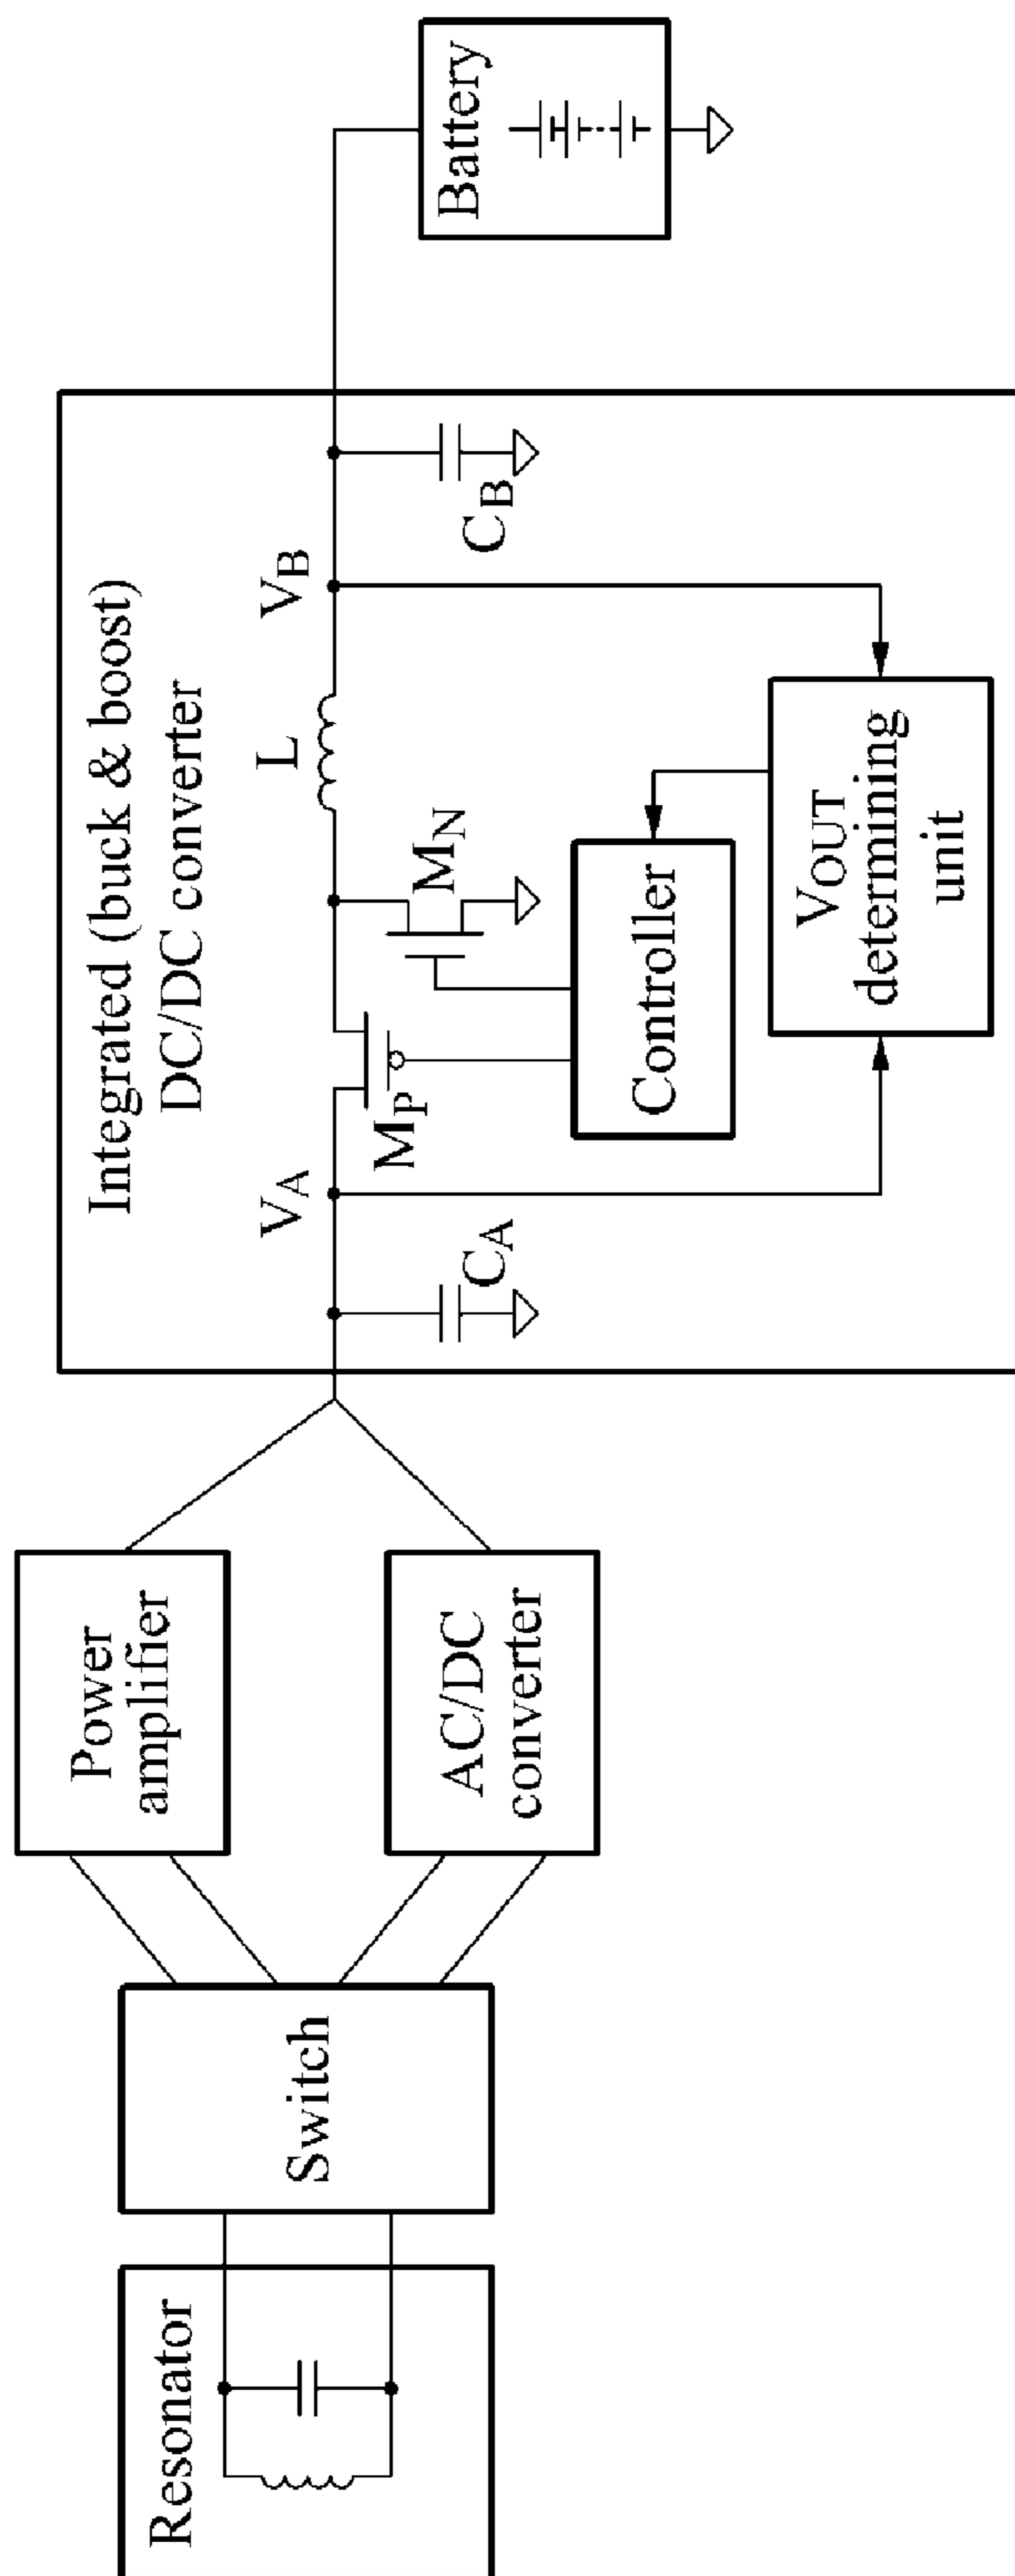 Resonator
Switch
Power
amplifier
AC/DC
converter
Integrated (buck & boost)
DC/DC converter
V_A
C_A
M_P
M_N
L
V_B
C_B
Controller
V_OUT
determining
unit
Battery